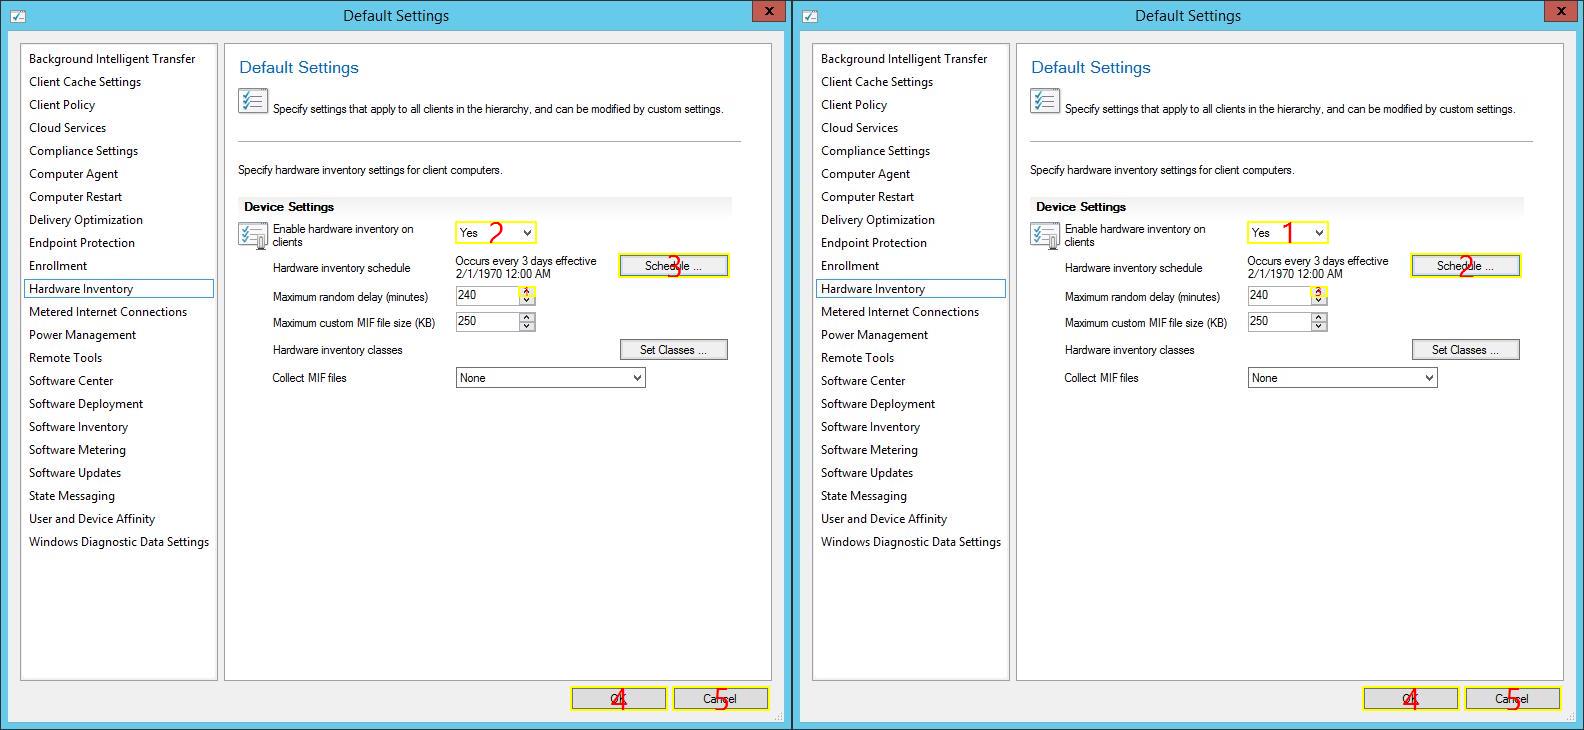 Default Settings
x
Background Intelligent Transfer
Client Cache Settings
Client Policy
Cloud Services
Compliance Settings
Computer Agent
Computer Restart
Delivery Optimization
Endpoint Protection
Enrollment
Hardware Inventory
Metered Internet Connections
Power Management
Remote Tools
Software Center
Software Deployment
Software Inventory
Software Metering
Software Updates
State Messaging
User and Device Affinity
Windows Diagnostic Data Settings
Default Settings
Specify settings that apply to all clients in the hierarchy, and can be modified by custom settings.
Specify hardware inventory settings for client computers.
Device Settings
Enable hardware inventory on
clients
Yes
2
Hardware inventory schedule
Occurs every 3 days effective
2/1/1970 12:00 AM
Schedule ...
3
Maximum random delay (minutes)
240
Maximum custom MIF file size (KB)
250
Hardware inventory classes
Set Classes ...
Collect MIF files
None
OK
4
Cancel
5
Default Settings
x
Background Intelligent Transfer
Client Cache Settings
Client Policy
Cloud Services
Compliance Settings
Computer Agent
Computer Restart
Delivery Optimization
Endpoint Protection
Enrollment
Hardware Inventory
Metered Internet Connections
Power Management
Remote Tools
Software Center
Software Deployment
Software Inventory
Software Metering
Software Updates
State Messaging
User and Device Affinity
Windows Diagnostic Data Settings
Default Settings
Specify settings that apply to all clients in the hierarchy, and can be modified by custom settings.
Specify hardware inventory settings for client computers.
Device Settings
Enable hardware inventory on
clients
Yes
1
Hardware inventory schedule
Occurs every 3 days effective
2/1/1970 12:00 AM
Schedule ...
2
Maximum random delay (minutes)
240
3
Maximum custom MIF file size (KB)
250
Hardware inventory classes
Set Classes ...
Collect MIF files
None
OK
4
Cancel
5